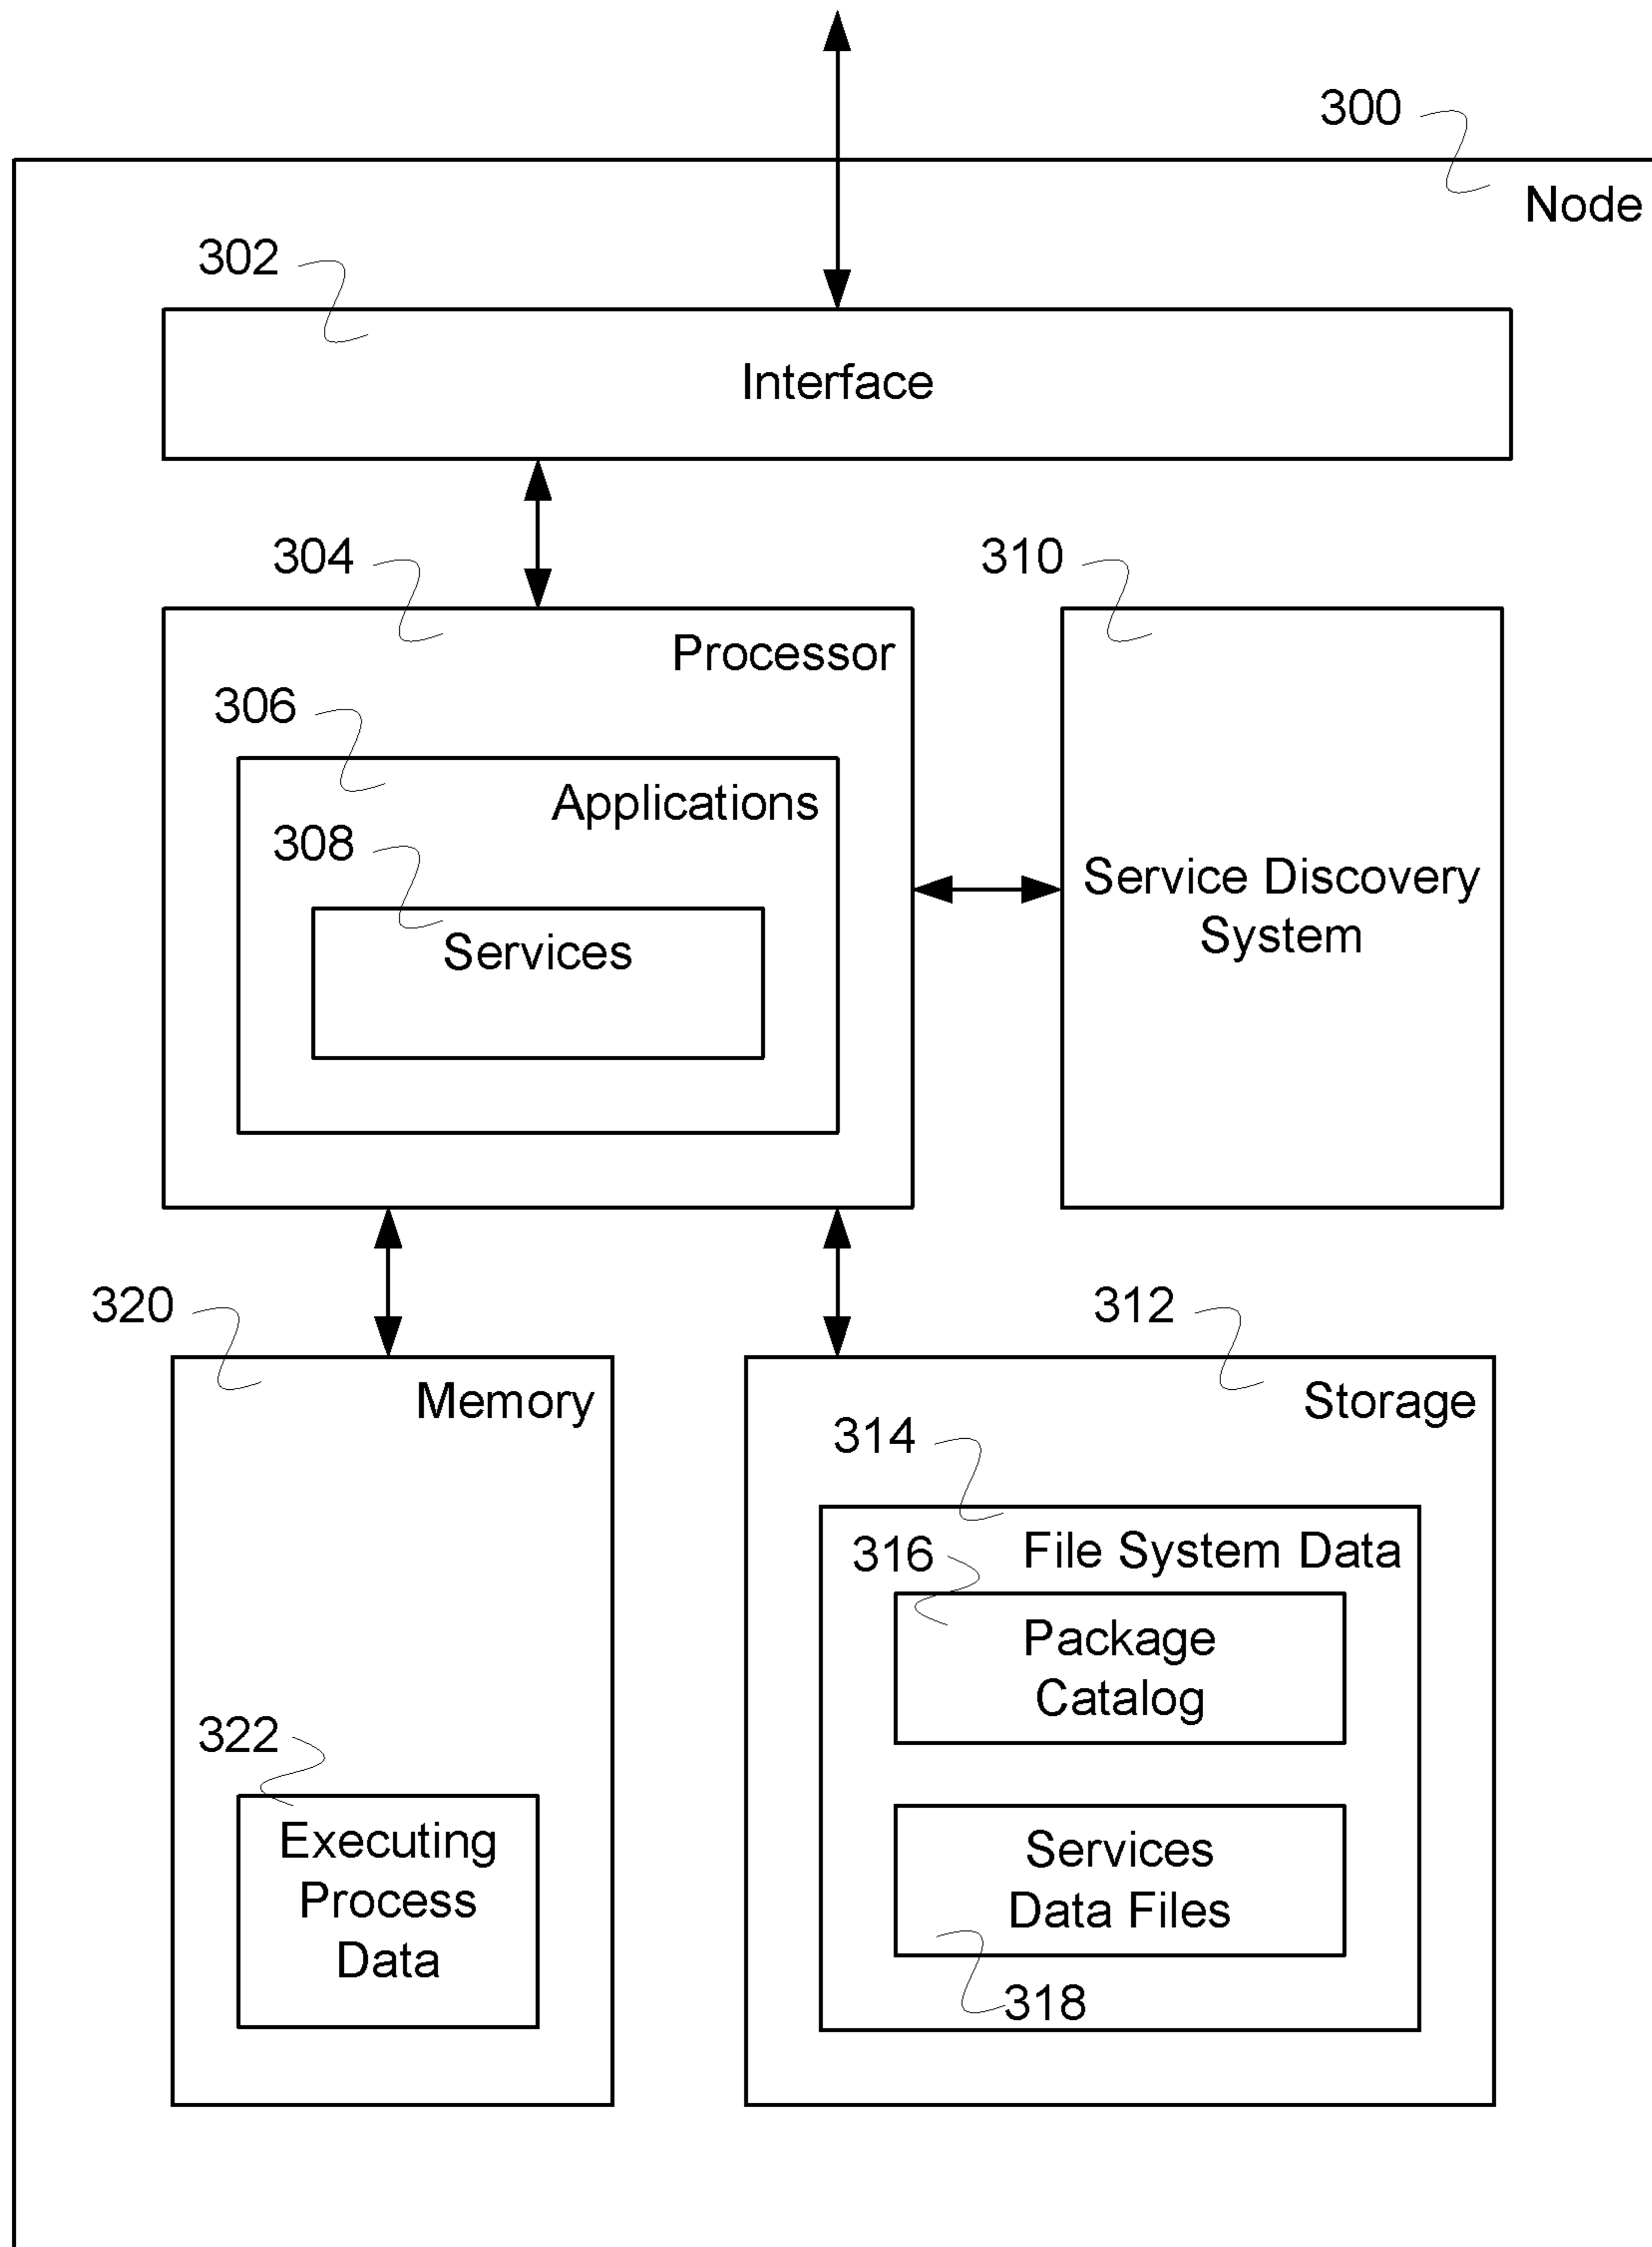 300
Node
302
Interface
304
310
Processor
306
Applications
308
Services
Service Discovery
System
320
312
Memory
Storage
314
316
File System Data
Package
Catalog
322
Executing
Process
Data
Services
Data Files
318